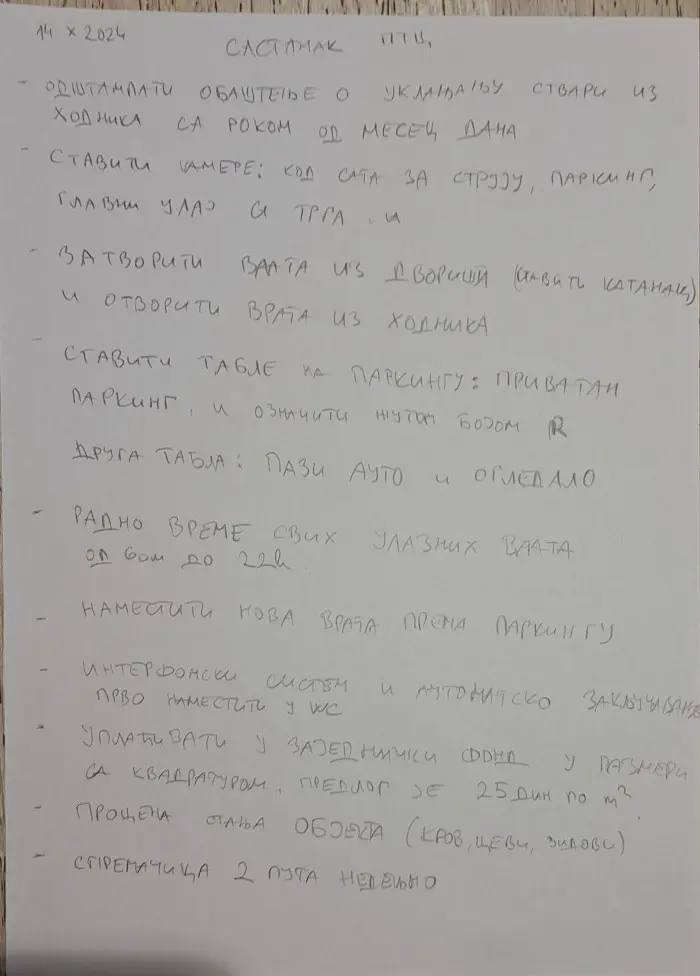 14 X 2024
САСТАНАК ПТЦ
- ОДШТАМПАТИ ОБАШТЕЊЕ О УКЛАЊАЊУ СТВАРИ ИЗ
ХОДНИКА СА РОКОМ ОД МЕСЕЦ ДАНА
- СТАВИТИ КАМЕРЕ: КОД САТА ЗА СТРУЈУ, ПАРКИНГ,
ГЛАВНИ УЛАЗ СА ТРГА. И
- ЗАТВОРИТИ ВРАТА ИЗ ДВОРИШТА (СТАВИТИ КАТАНАЦ)
И ОТВОРИТИ ВРАТА ИЗ ХОДНИКА
- СТАВИТИ ТАБЛЕ НА ПАРКИНГУ: ПРИВАТАН
ПАРКИНГ, И ОЗНАЧИТИ ЖУТОМ БОЈОМ R
ДРУГА ТАБЛА: ПАЗИ АУТО И ОГЛЕДАЛО
- РАДНО ВРЕМЕ СВИХ УЛАЗНИХ ВРАТА
ОД 6am ДО 22h
- НАМЕСТИТИ НОВА ВРАТА ПРЕМА ПАРКИНГУ
- ИНТЕРФОНСКИ СИСТЕМ И АУТОМАТСКО ЗАКЉУЧАВАЊЕ
ПРВО НАМЕСТИТИ У WC
- УПЛАЋИВАТИ У ЗАЈЕДНИЧКИ ФОНД У РАЗМЕРИ
СА КВАДРАТУРОМ. ПРЕДЛОГ ЈЕ 25 ДИН ПО m².
- ПРОЦЕНА СТАЊА ОБЈЕКТА (КРОВ, ЦЕВИ, ЗИДОВИ)
- СПРЕМАЧИЦА 2 ПУТА НЕДЕЉНО